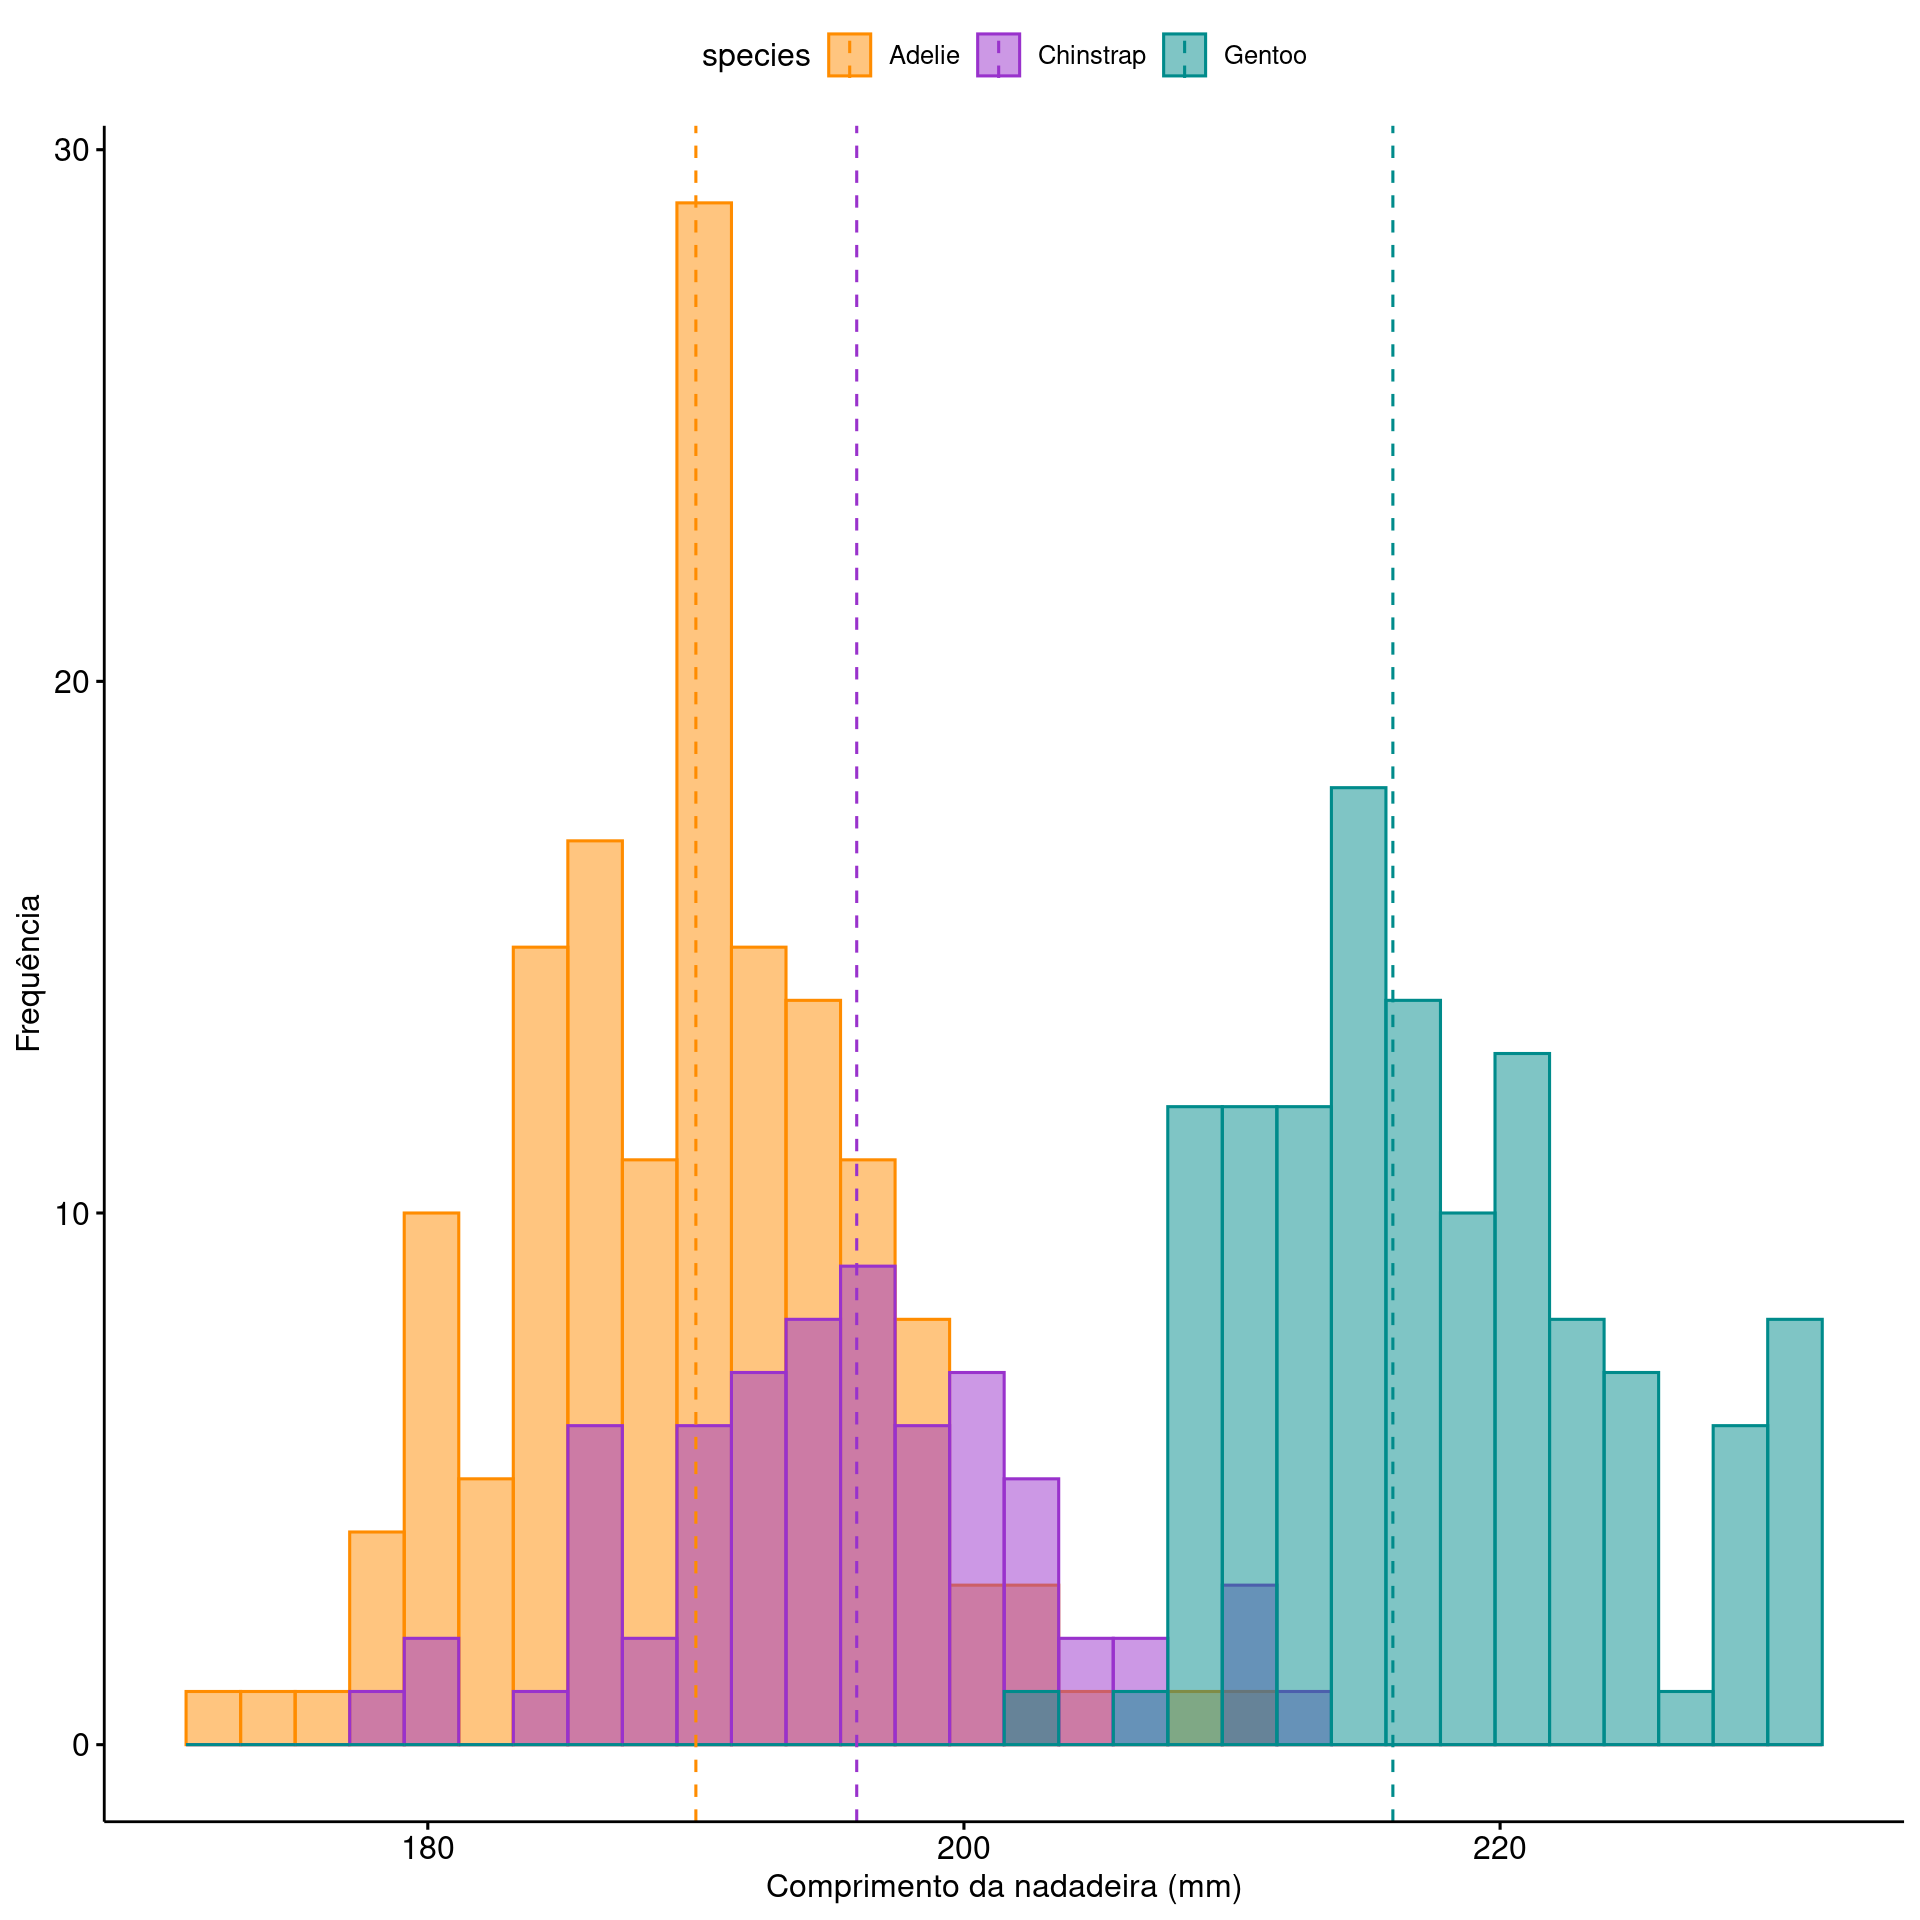 species Adelie Chinstrap Gentoo
30
20
10
0
Frequência
180 200 220
Comprimento da nadadeira (mm)